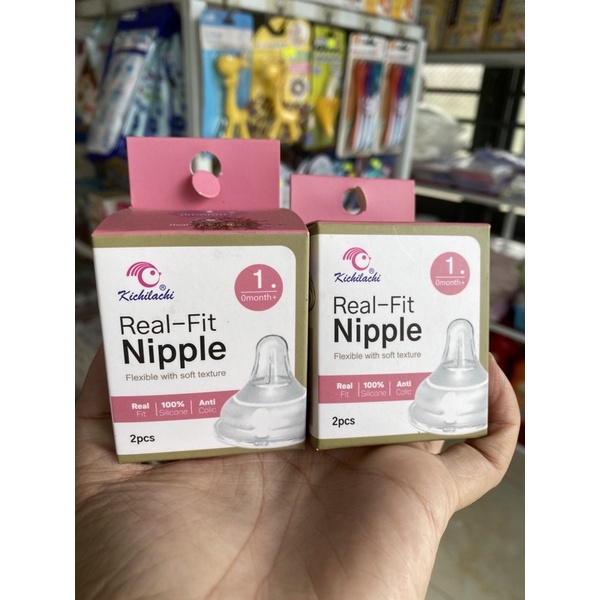 Kichilachi®
1.
0month+
Real-Fit
Nipple
Flexible with soft texture
Real Fit | 100% Silicone | Anti Colic
2pcs
Kichilachi®
1.
0month+
Real-Fit
Nipple
Flexible with soft texture
Real Fit | 100% Silicone | Anti Colic
2pcs